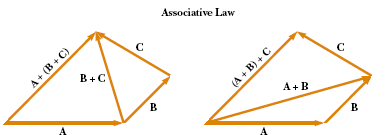 Associative Law
A + (B + C)
C
B + C
B
A
(A + B) + C
C
A + B
B
A